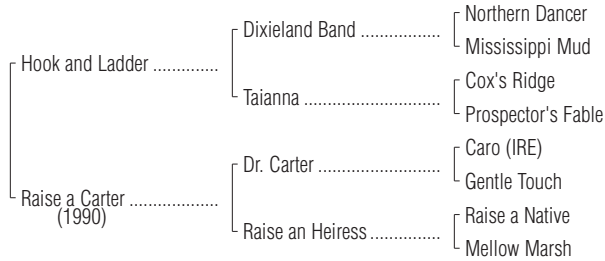 Northern Dancer
Dixieland Band .................
Mississippi Mud
Hook and Ladder ..............
Cox's Ridge
Taianna .............................
Prospector's Fable
Caro (IRE)
Dr. Carter ..........................
Gentle Touch
Raise a Carter ...................
(1990)
Raise a Native
Raise an Heiress ...............
Mellow Marsh